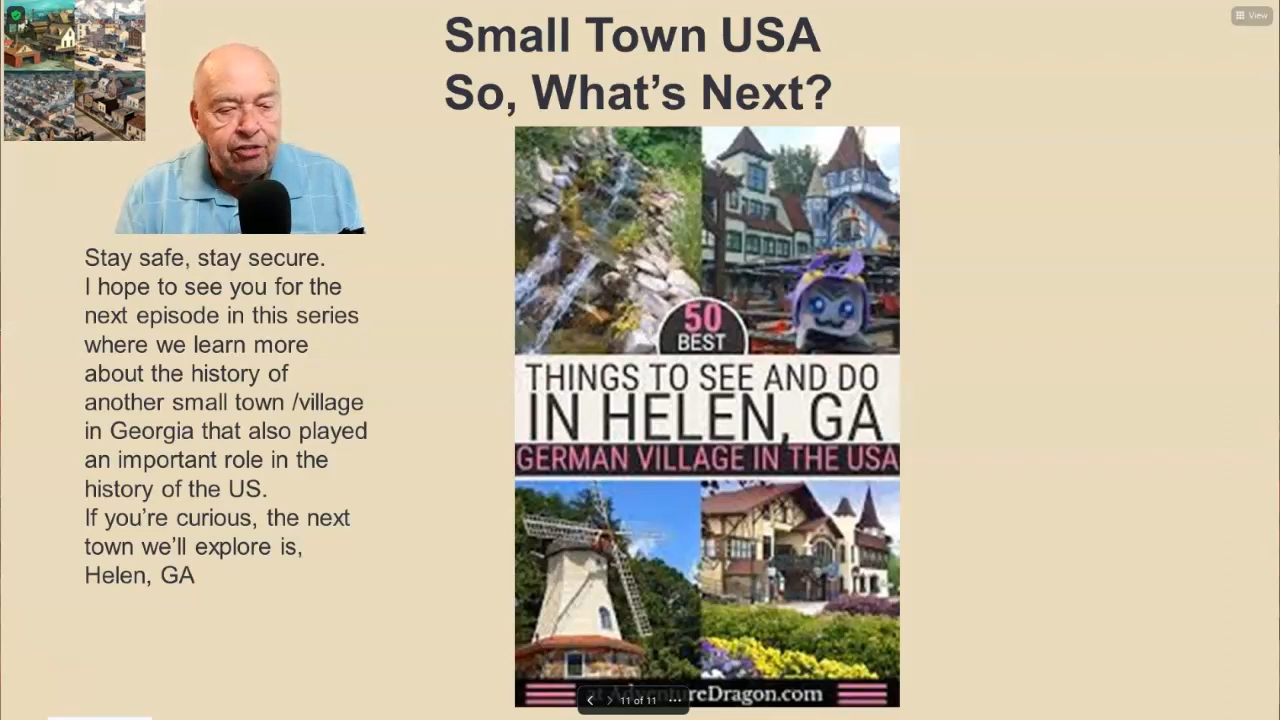 Small Town USA
So, What's Next?
View
Stay safe, stay secure.
I hope to see you for the
next episode in this series
where we learn more
about the history of
another small town /village
in Georgia that also played
an important role in the
history of the US.
If you're curious, the next
town we'll explore is,
Helen, GA
50
BEST
THINGS TO SEE AND DO
IN HELEN, GA
GERMAN VILLAGE IN THE USA
11 of 11